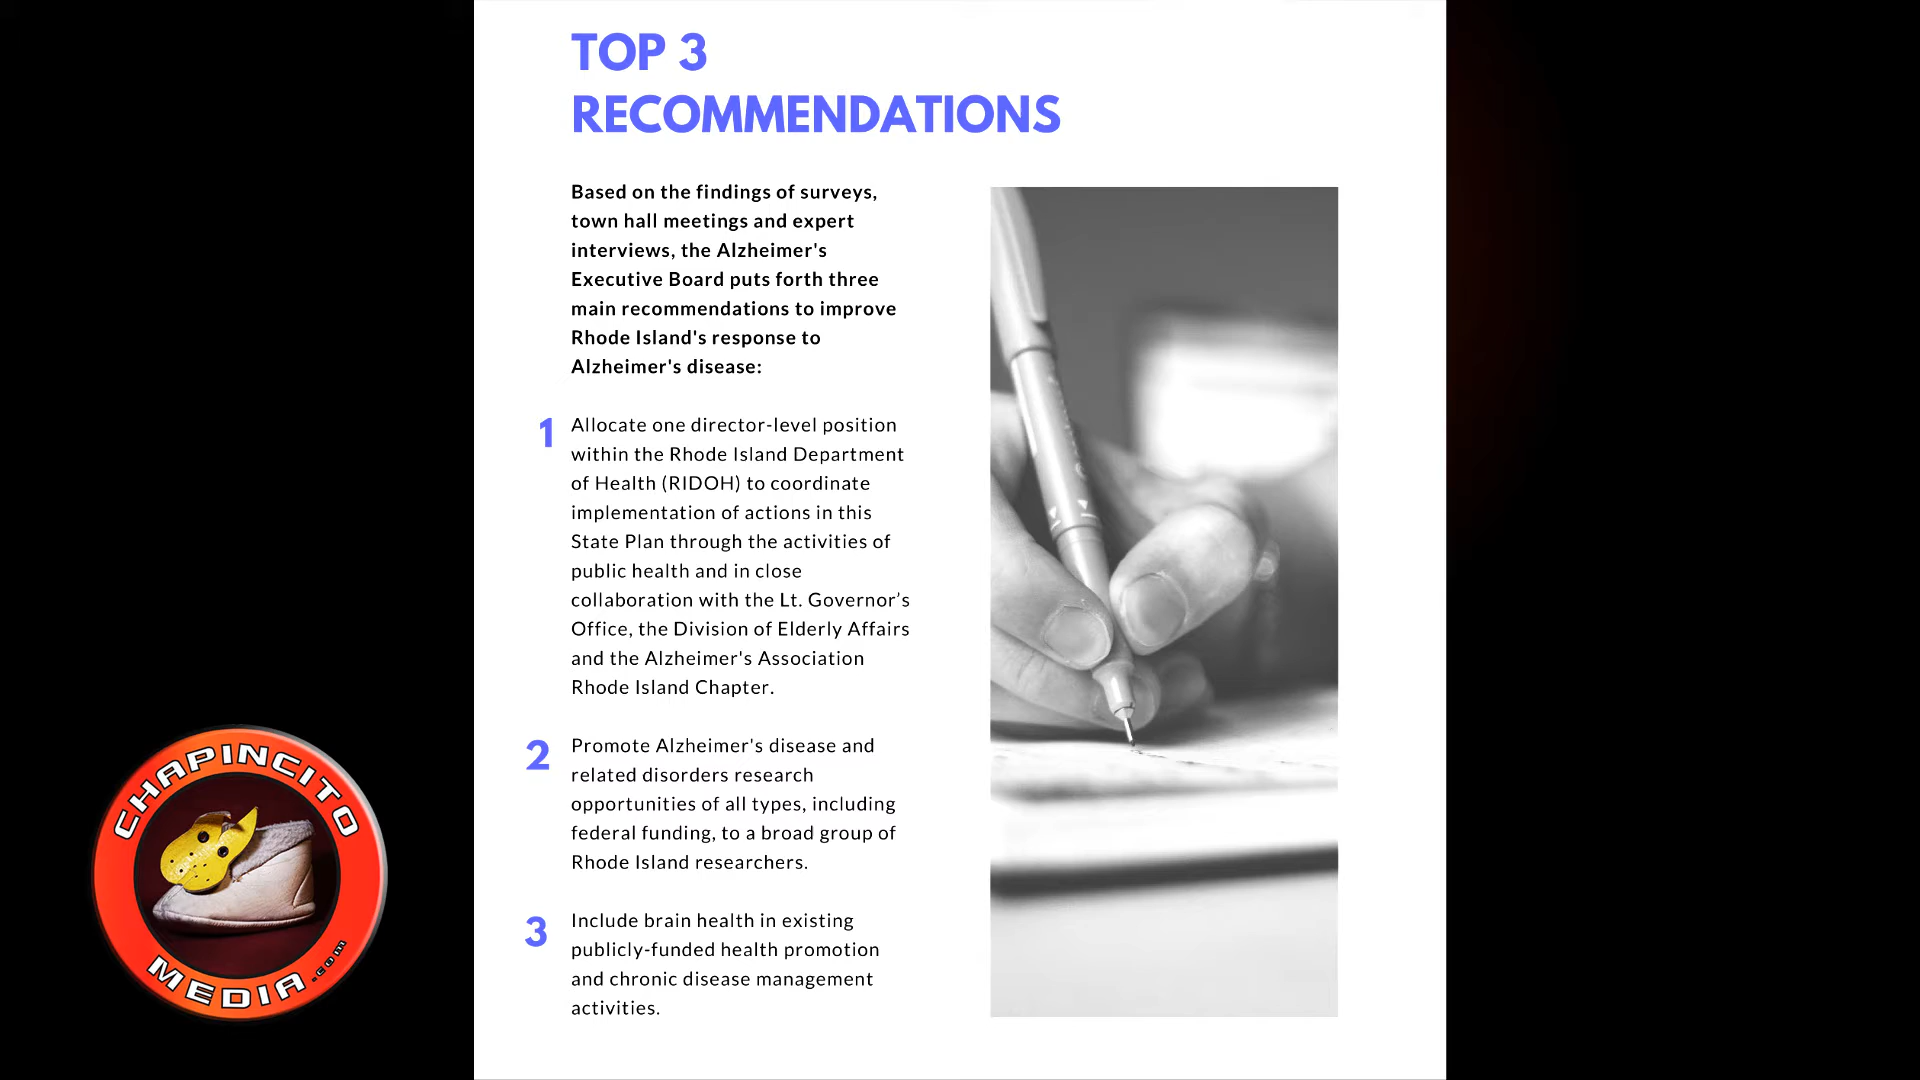 TOP 3
RECOMMENDATIONS
Based on the findings of surveys,
town hall meetings and expert
interviews, the Alzheimer's
Executive Board puts forth three
main recommendations to improve
Rhode Island's response to
Alzheimer's disease:
1 Allocate one director-level position
within the Rhode Island Department
of Health (RIDOH) to coordinate
implementation of actions in this
State Plan through the activities of
public health and in close
collaboration with the Lt. Governor’s
Office, the Division of Elderly Affairs
and the Alzheimer's Association
Rhode Island Chapter.
2 Promote Alzheimer's disease and
related disorders research
opportunities of all types, including
federal funding, to a broad group of
Rhode Island researchers.
3 Include brain health in existing
publicly-funded health promotion
and chronic disease management
activities.
CHAPINCITO
MEDIA.com